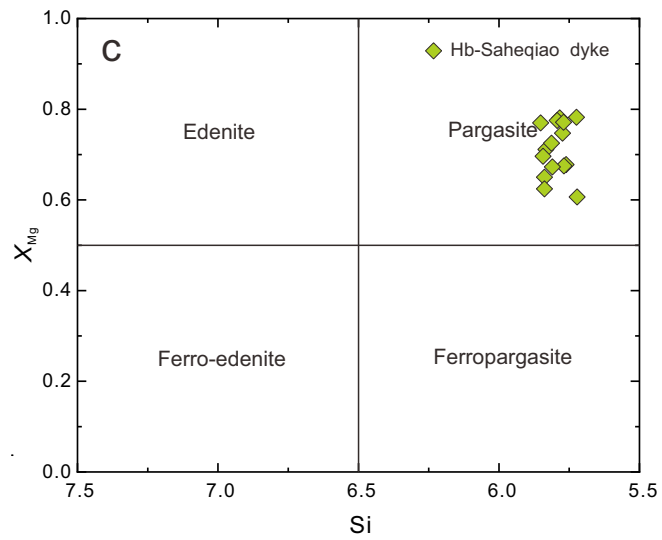 C
Hb-Saheqiao dyke
1.0
0.8
0.6
0.4
0.2
0.0
X Mg
Edenite
Pargasite
Ferro-edenite
Ferropargasite
7.5 7.0 6.5 6.0 5.5
Si